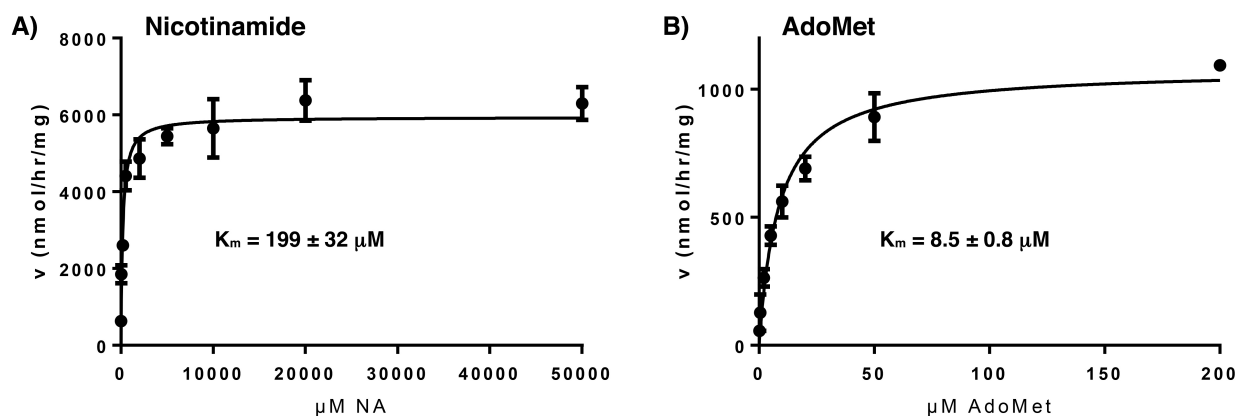 A) Nicotinamide
8000
6000
4000
2000
0
v (nmol/hr/mg)
Kₘ = 199 ± 32 µM
0 10000 20000 30000 40000 50000
µM NA
B) AdoMet
1000
500
0
v (nmol/hr/mg)
Kₘ = 8.5 ± 0.8 µM
0 50 100 150 200
µM AdoMet